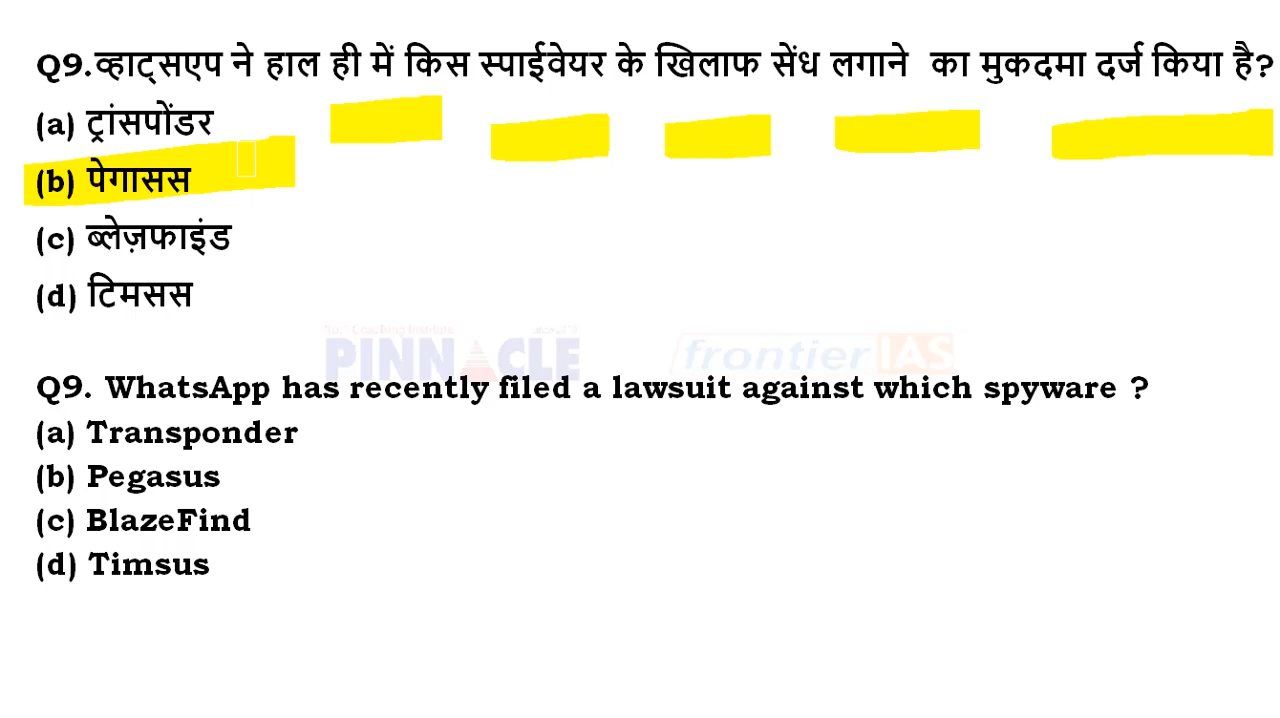 Q9.व्हाट्सएप ने हाल ही में किस स्पाईवेयर के खिलाफ सेंध लगाने का मुकदमा दर्ज किया है?
(a) ट्रांसपोंडर
(b) पेगासस
(c) ब्लेज़फाइंड
(d) टिमसस
PINNACLE
frontier IAS
Q9. WhatsApp has recently filed a lawsuit against which spyware ?
(a) Transponder
(b) Pegasus
(c) BlazeFind
(d) Timsus